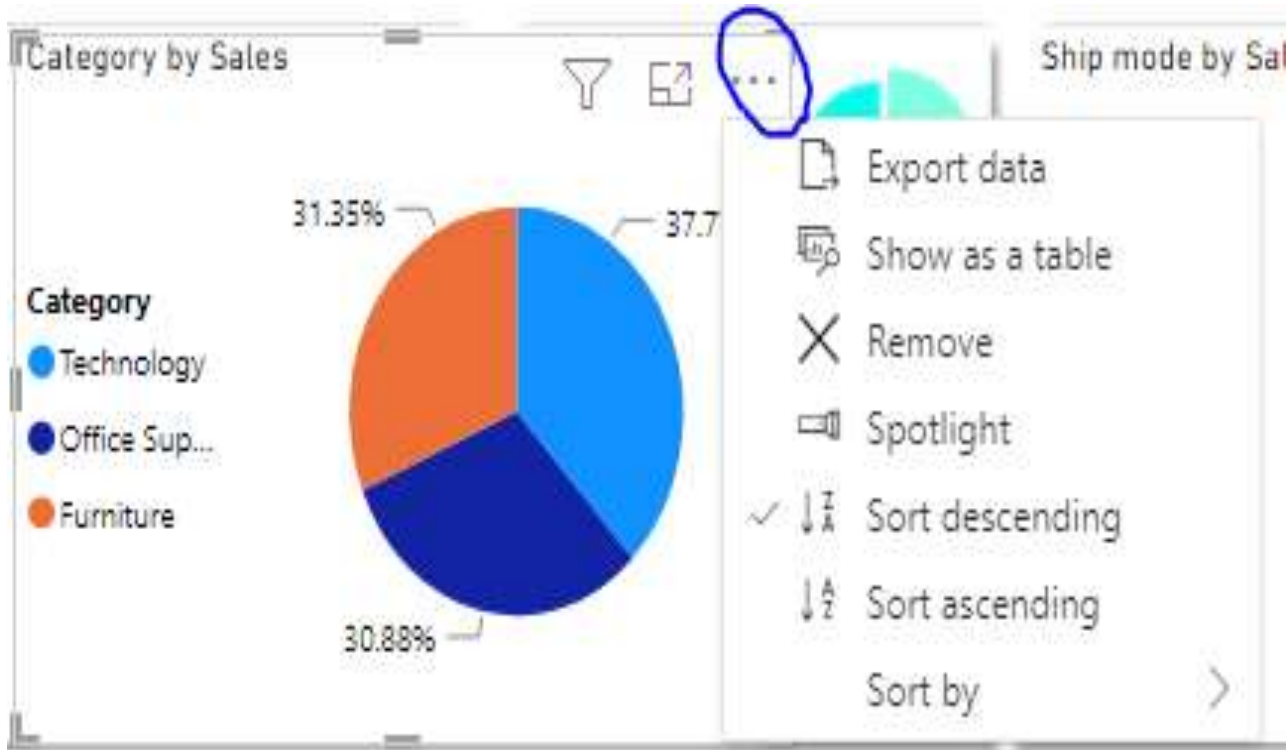 Category by Sales
Ship mode by Sal
31.35%
37.7
Category
Technology
Office Sup...
Furniture
30.88%
Export data
Show as a table
Remove
Spotlight
Sort descending
Sort ascending
Sort by